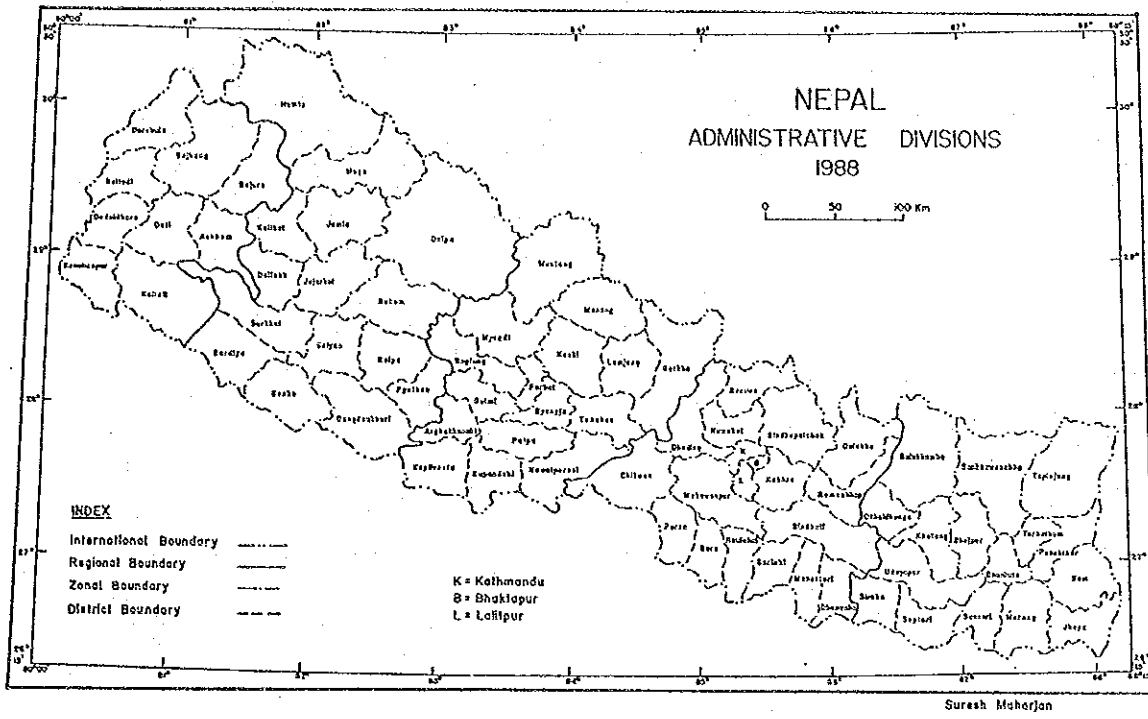 NEPAL
ADMINISTRATIVE DIVISIONS
1988
0 50 100 Km
Humla
Darchula
Bajhang
Mugu
Baitadi
Bajura
Dadeldhura
Doti
Achham
Kalikot
Jumla
Dolpa
Mustang
Kanchanpur
Kailali
Dailekh
Jajarkot
Rukum
Manang
Surkhet
Myagdi
Bardiya
Salyan
Rolpa
Baglung
Kaski
Lamjung
Gorkha
Banke
Pyuthan
Parbat
Rasuwa
Gulmi
Syangja
Tanahun
Nuwakot
Sindhupalchok
Dolakha
Arghakhanchi
Palpa
Dhading
Solukhumbu
Sankhuwasabha
Taplejung
Kapilvastu
Rupandehi
Nawalparasi
Chitwan
K
B
L
Kabhre
Makwanpur
Ramechhap
Okhaldhunga
Khotang
Bhojpur
Terhathum
Panchthar
Parsa
Bara
Rautahat
Sindhuli
Sarlahi
Mahottari
Dhanusha
Udayapur
Dhankuta
Ilam
Siraha
Saptari
Sunsari
Morang
Jhapa
INDEX
International Boundary
Regional Boundary
Zonal Boundary
District Boundary
K = Kathmandu
B = Bhaktapur
L = Lalitpur
Suresh Maharjan